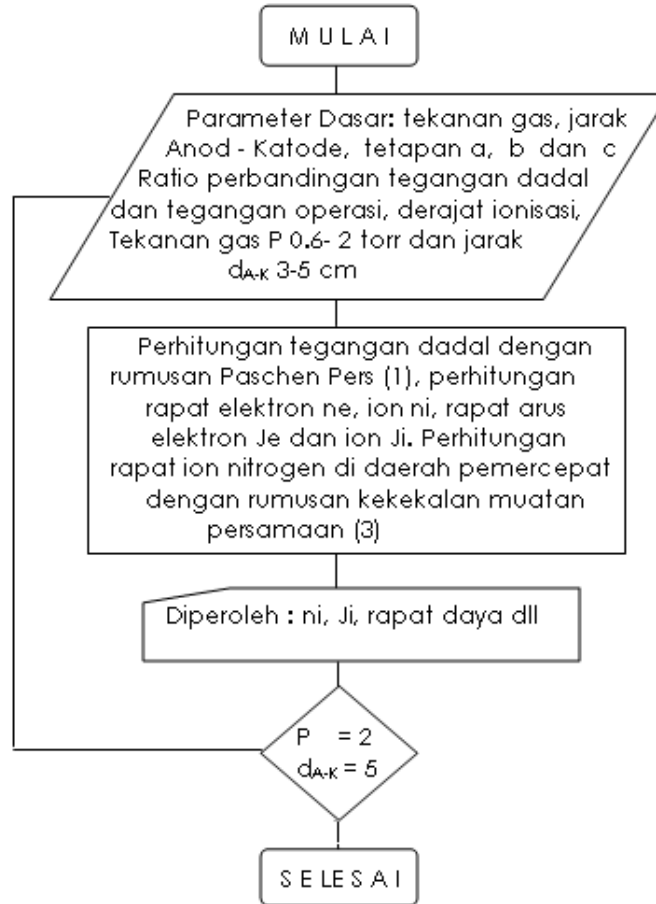 M U L A I
Parameter Dasar: tekanan gas, jarak
Anod - Katode, tetapan a, b dan c
Ratio perbandingan tegangan dadal
dan tegangan operasi, derajat ionisasi,
Tekanan gas P 0.6- 2 torr dan jarak
dA-K 3-5 cm
Perhitungan tegangan dadal dengan
rumusan Paschen Pers (1), perhitungan
rapat elektron ne, ion ni, rapat arus
elektron Je dan ion Ji. Perhitungan
rapat ion nitrogen di daerah pemercepat
dengan rumusan kekekalan muatan
persamaan (3)
Diperoleh : ni, Ji, rapat daya dll
P = 2
dA-K = 5
S E L E S A I